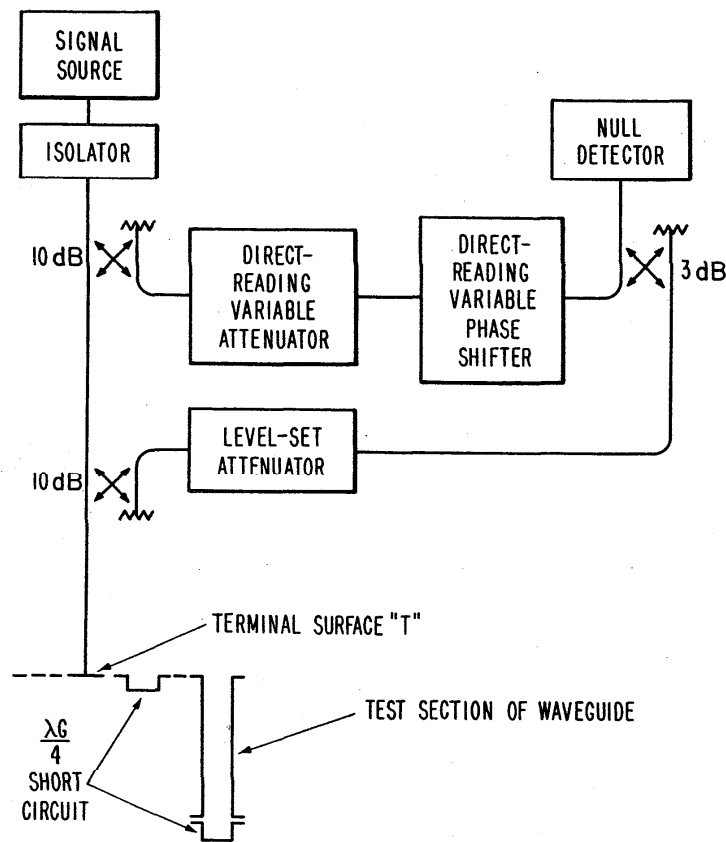 SIGNAL
SOURCE
ISOLATOR
NULL
DETECTOR
10 dB
DIRECT-
READING
VARIABLE
ATTENUATOR
DIRECT-
READING
VARIABLE
PHASE
SHIFTER
3 dB
LEVEL-SET
ATTENUATOR
10 dB
TERMINAL SURFACE "T"
TEST SECTION OF WAVEGUIDE
λG
4
SHORT
CIRCUIT